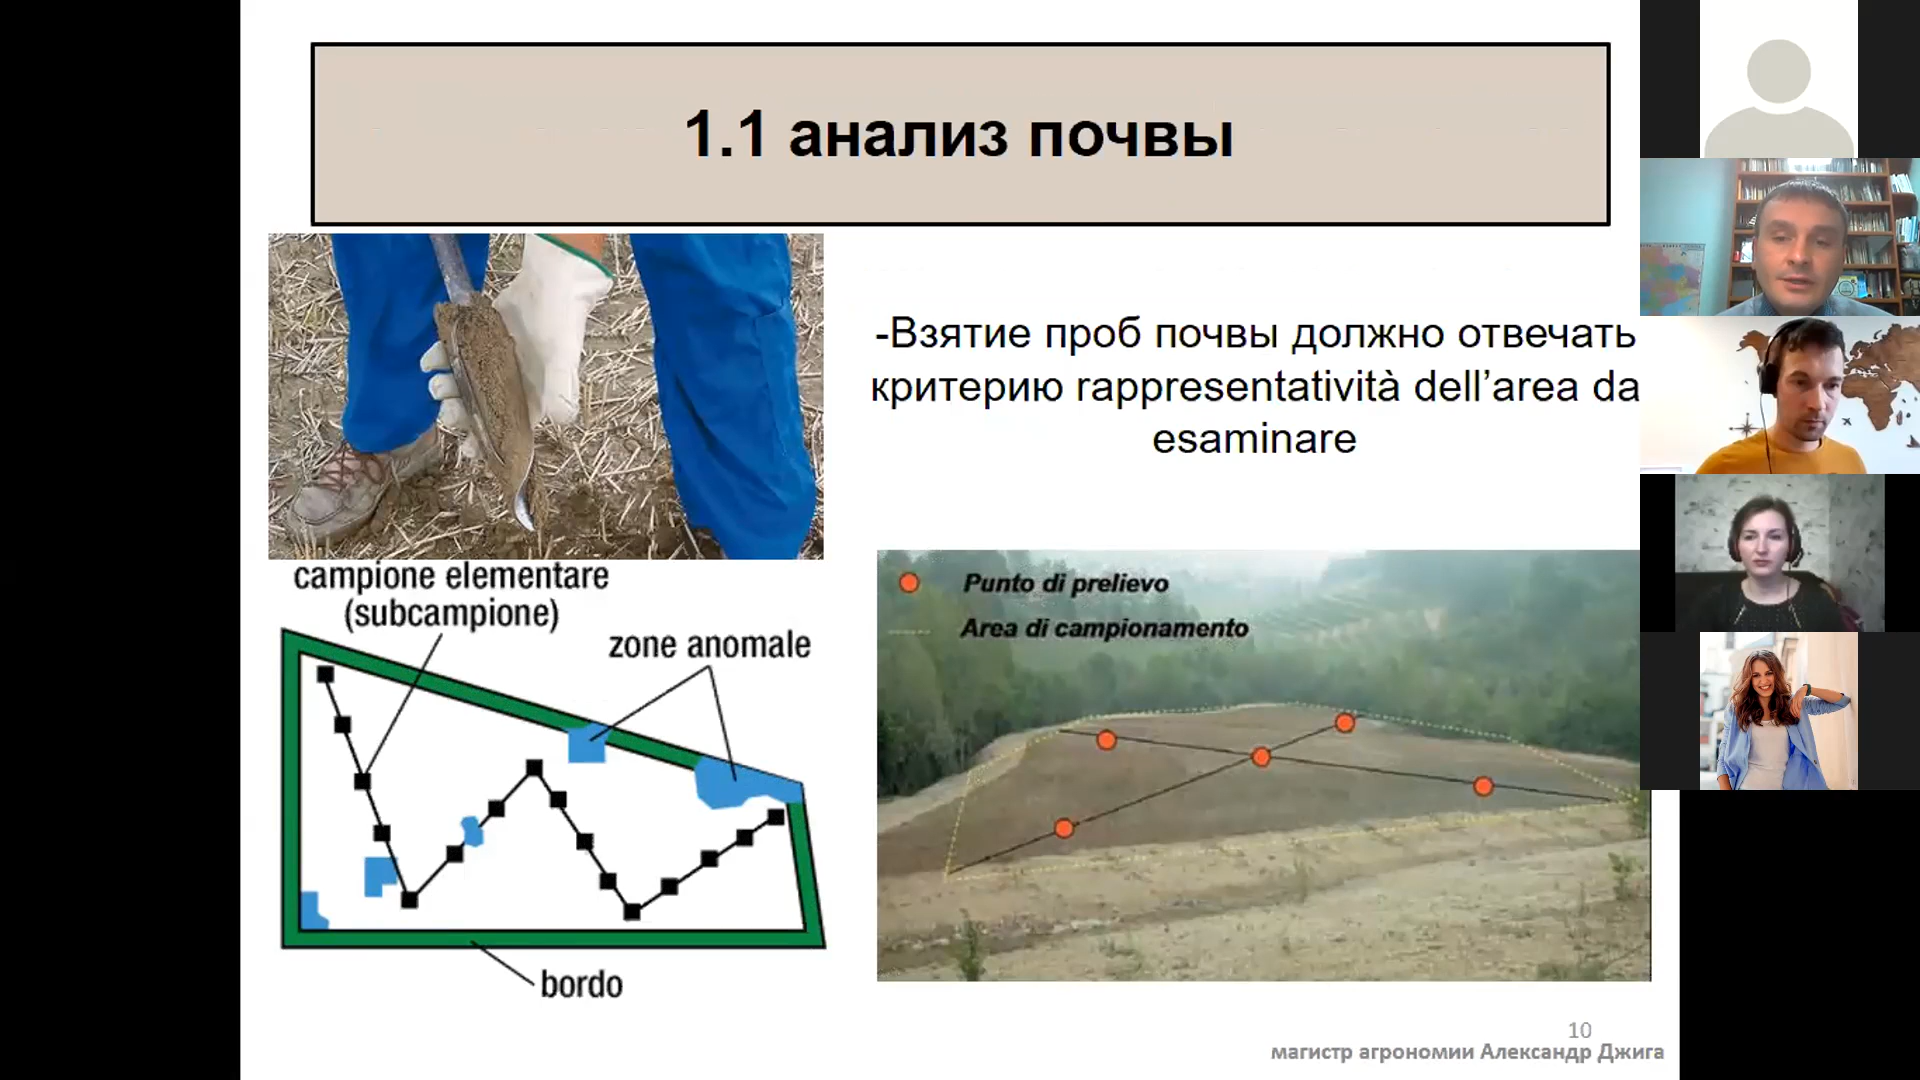 1.1 анализ почвы
-Взятие проб почвы должно отвечать
критерию rappresentatività dell’area da
esaminare
campione elementare
(subcampione)
zone anomale
bordo
Punto di prelievo
Area di campionamento
10
магистр агрономии Александр Джига